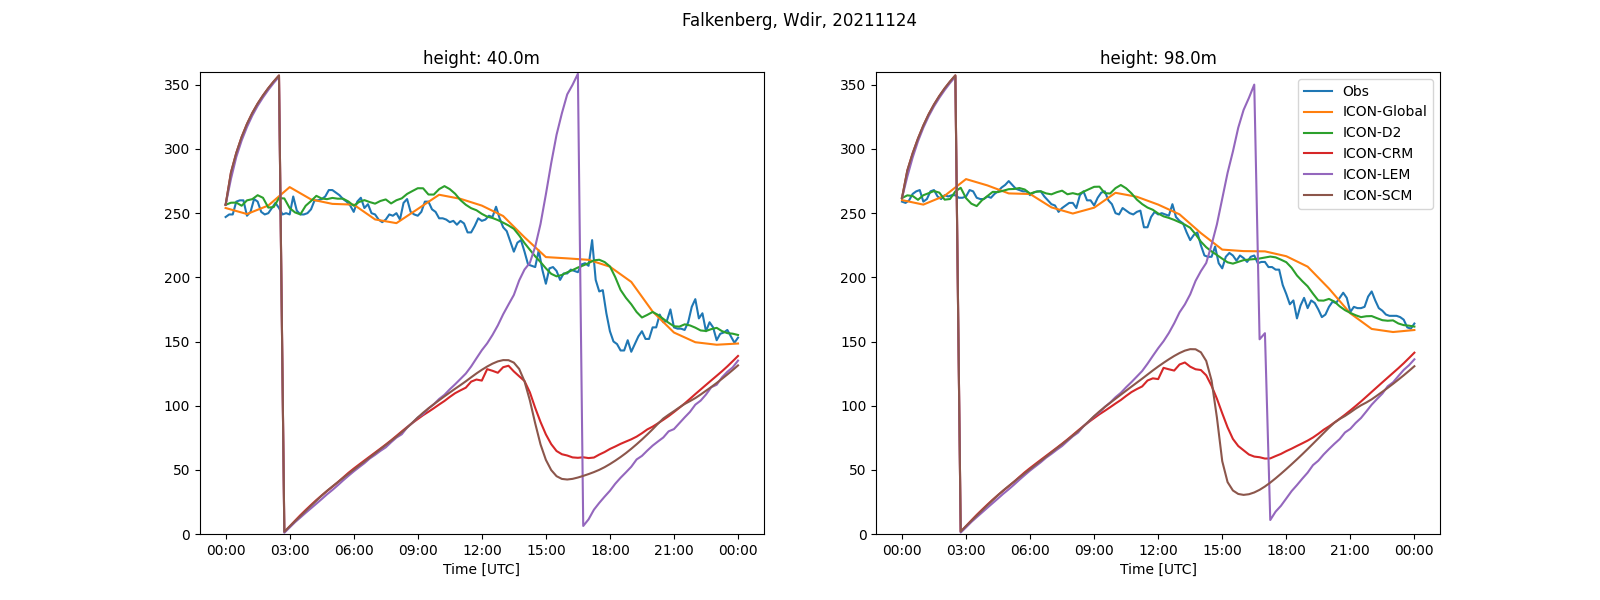 Falkenberg, Wdir, 20211124
height: 40.0m
350
300
250
200
150
100
50
0
00:00 03:00 06:00 09:00 12:00 15:00 18:00 21:00 00:00
Time [UTC]
height: 98.0m
350
300
250
200
150
100
50
0
00:00 03:00 06:00 09:00 12:00 15:00 18:00 21:00 00:00
Time [UTC]
Obs
ICON-Global
ICON-D2
ICON-CRM
ICON-LEM
ICON-SCM